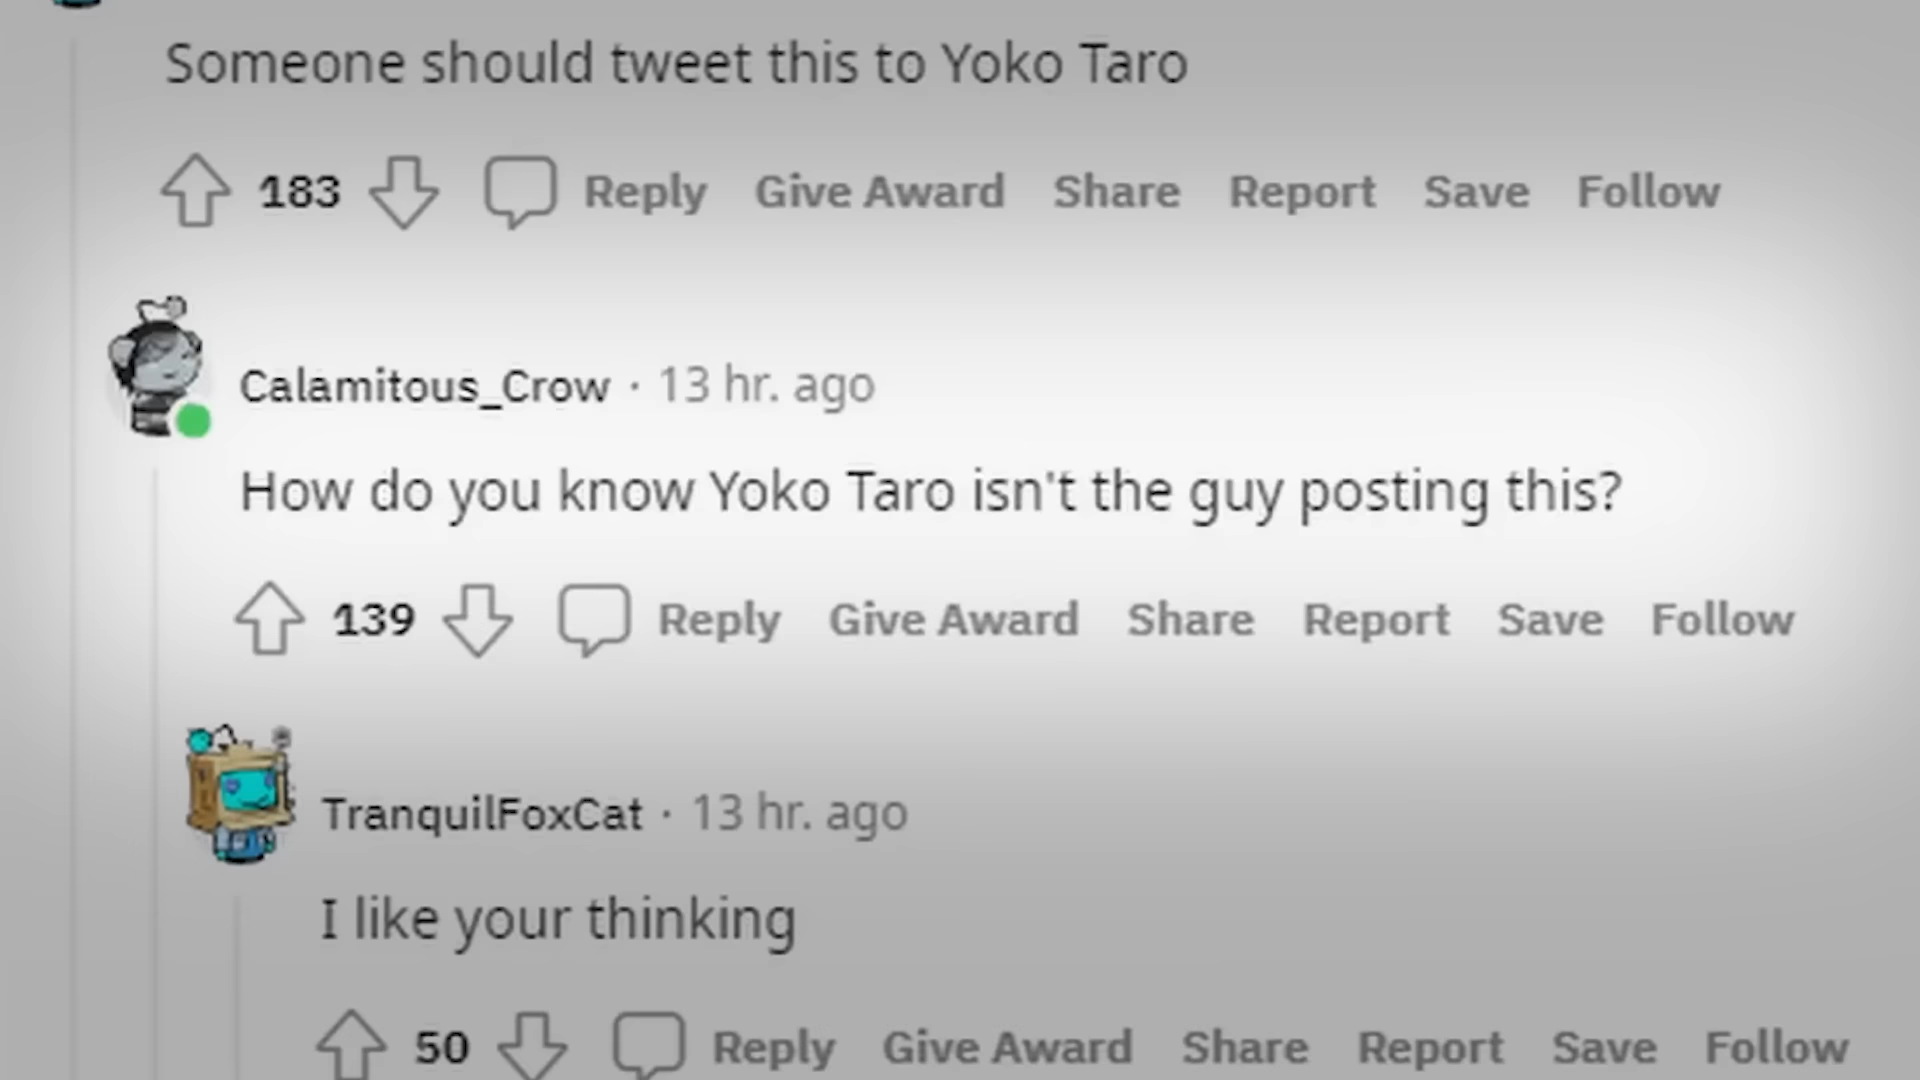 Someone should tweet this to Yoko Taro
183 Reply Give Award Share Report Save Follow
Calamitous_Crow · 13 hr. ago
How do you know Yoko Taro isn't the guy posting this?
139 Reply Give Award Share Report Save Follow
TranquilFoxCat · 13 hr. ago
I like your thinking
50 Reply Give Award Share Report Save Follow